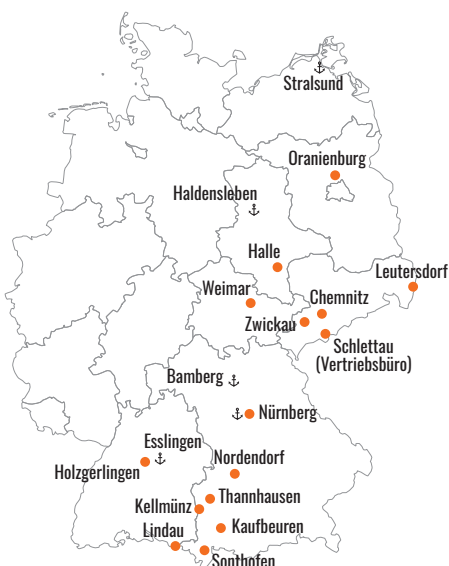 Stralsund
Oranienburg
Haldensleben
Halle
Leutersdorf
Weimar
Chemnitz
Zwickau
Schlettau
(Vertriebsbüro)
Bamberg
Nürnberg
Esslingen
Nordendorf
Holzgerlingen
Thannhausen
Kellmünz
Kaufbeuren
Lindau
Sonthofen